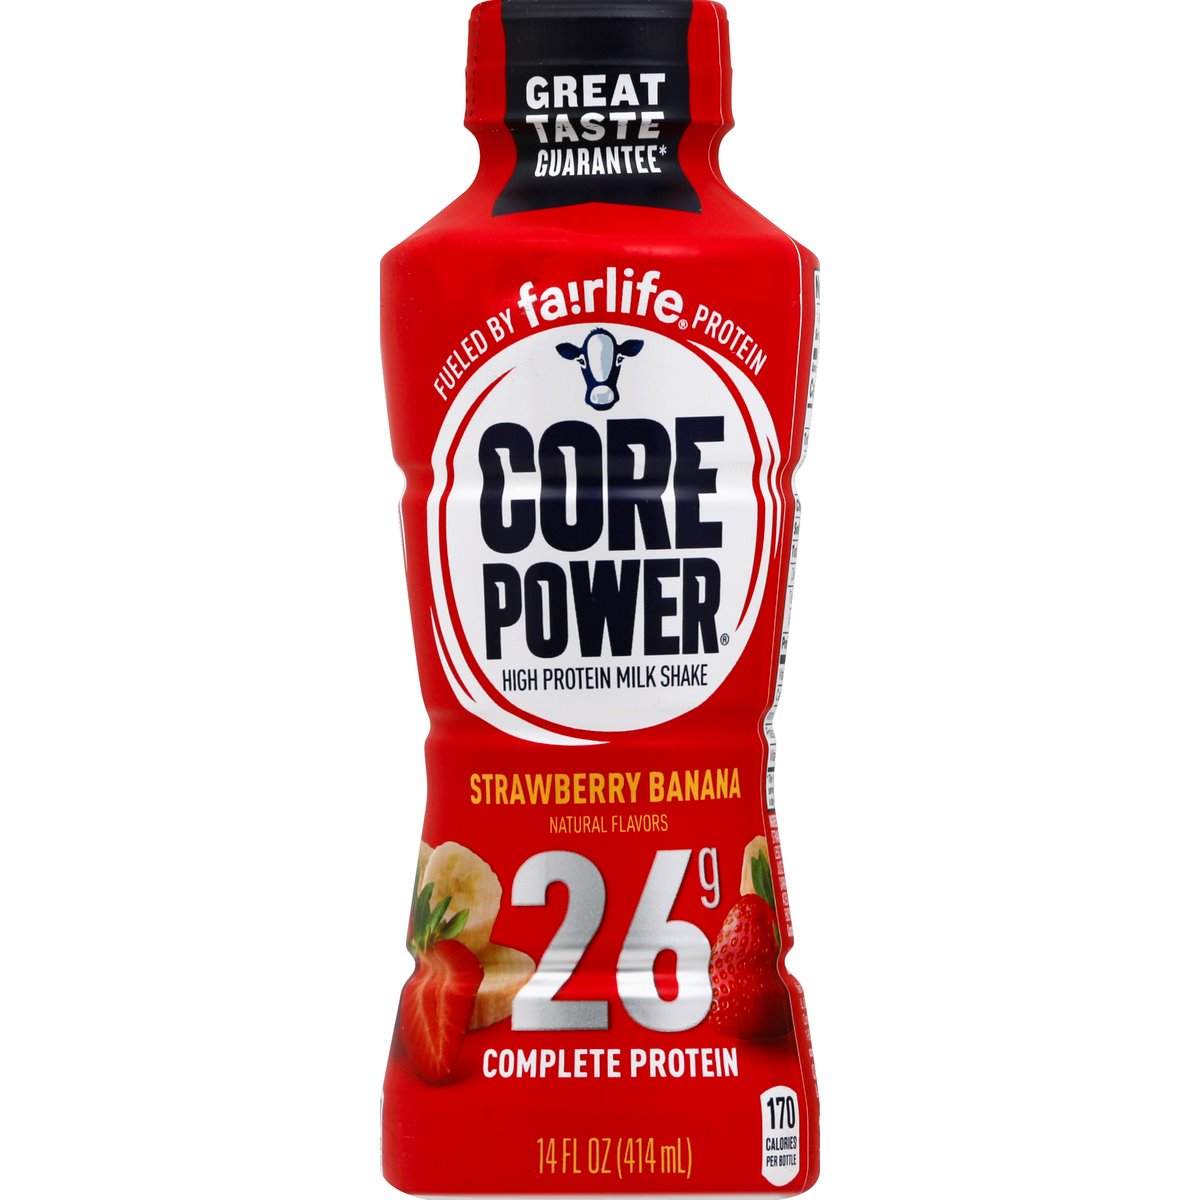 GREAT
TASTE
GUARANTEE*
FUELED BY fa!rlife® PROTEIN
CORE
POWER®
HIGH PROTEIN MILK SHAKE
STRAWBERRY BANANA
NATURAL FLAVORS
26g
COMPLETE PROTEIN
170
CALORIES
PER BOTTLE
14 FL OZ (414 mL)